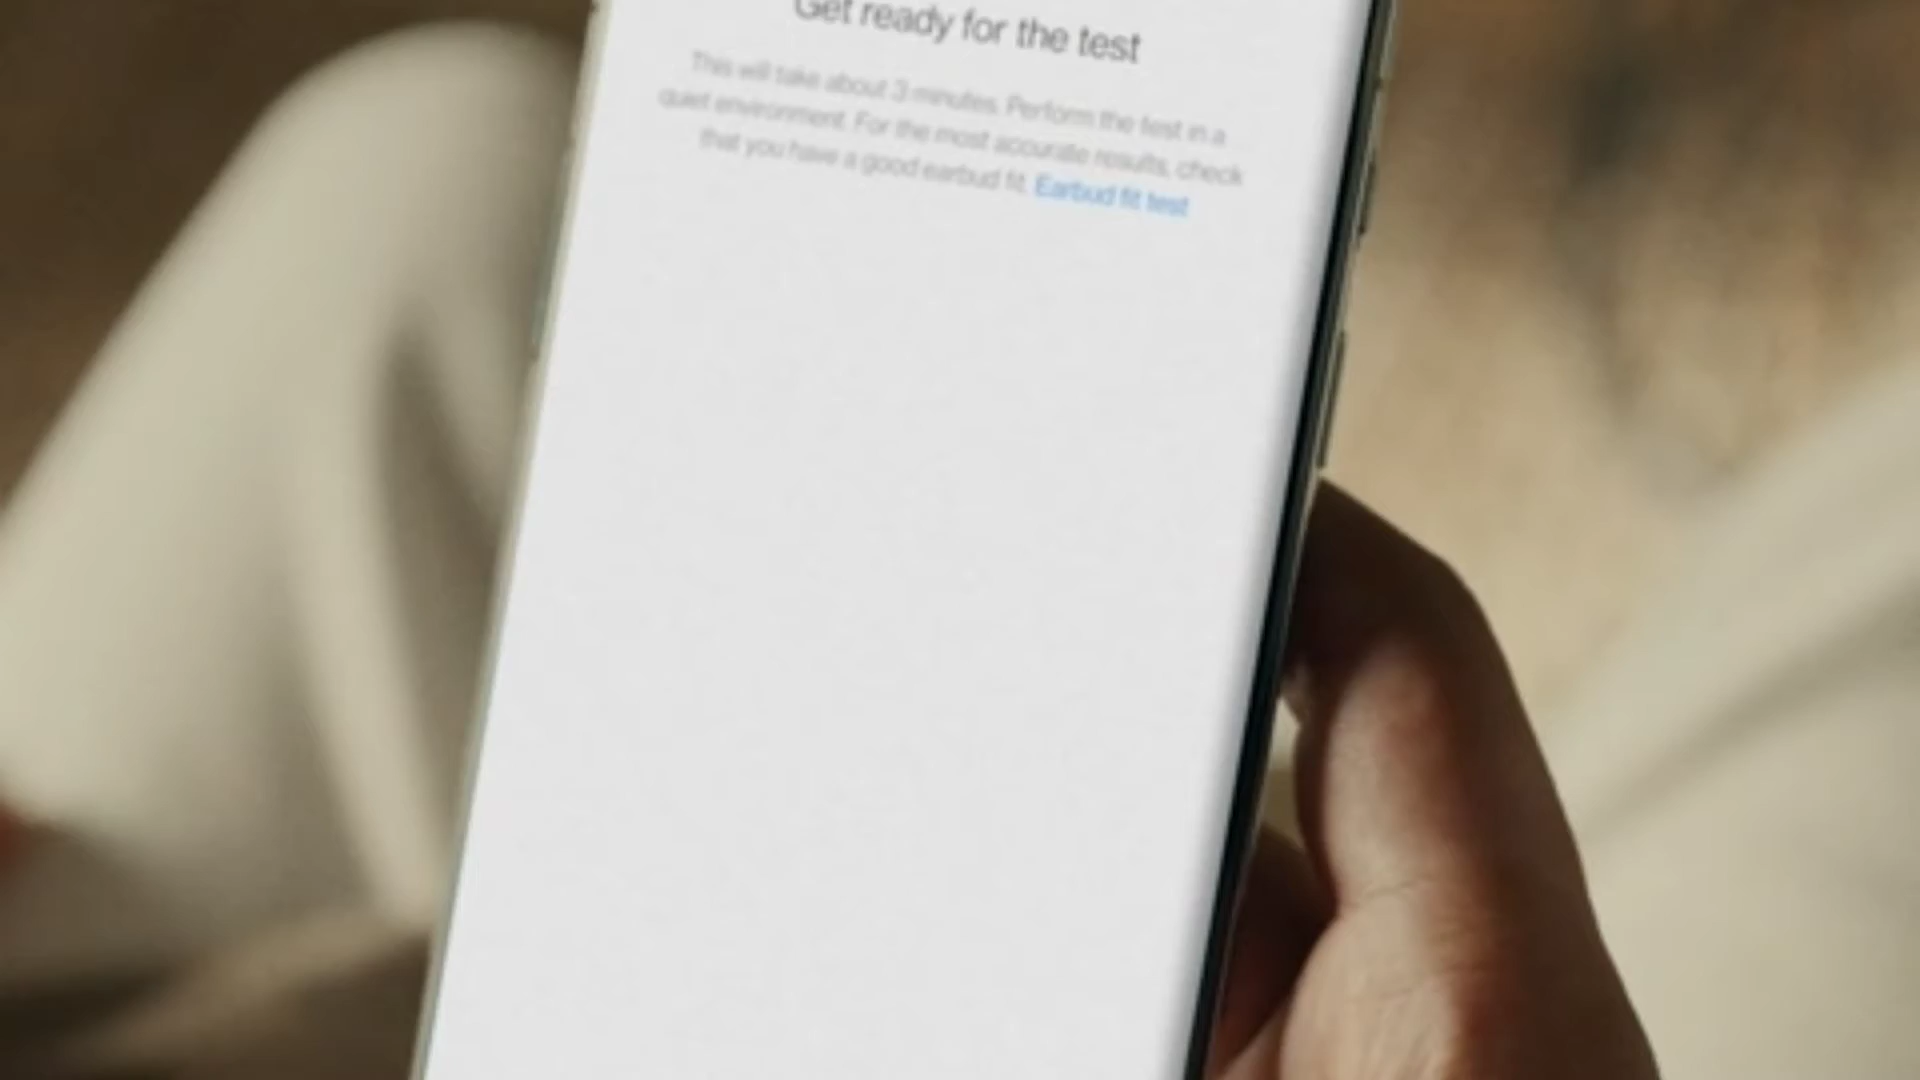 Get ready for the test
This will take about 3 minutes. Perform the test in a
quiet environment. For the most accurate results, check
that you have a good earbud fit. Earbud fit test